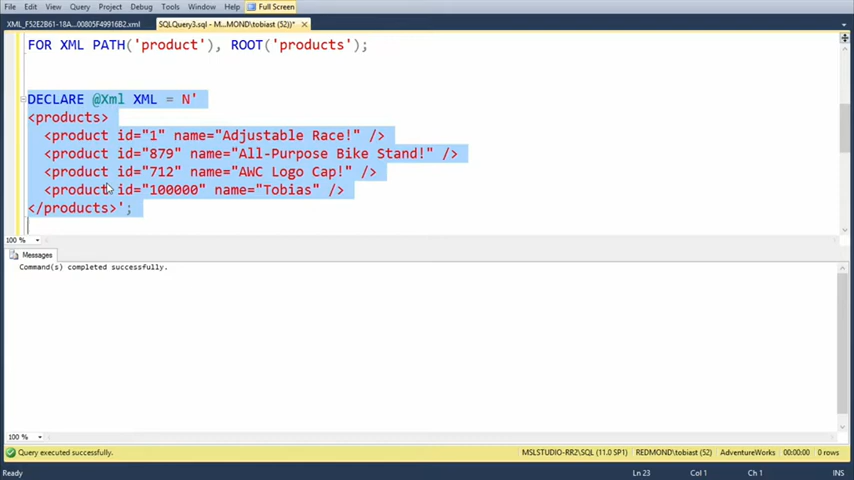 File Edit View Query Project Debug Tools Window Help Full Screen
XML_F52E2B61-18A...00805F49916B2.xml SQLQuery3.sql - M...MOND\tobiast (52))*
FOR XML PATH('product'), ROOT('products');
DECLARE @Xml XML = N'
<products>
<product id="1" name="Adjustable Race!" />
<product id="879" name="All-Purpose Bike Stand!" />
<product id="712" name="AWC Logo Cap!" />
<product id="100000" name="Tobias" />
</products>';
100 %
Messages
Command(s) completed successfully.
100 %
Query executed successfully. MSLSTUDIO-RR2\SQL (11.0 SP1) REDMOND\tobiast (52) AdventureWorks 00:00:00 0 rows
Ready Ln 23 Col 1 Ch 1 INS